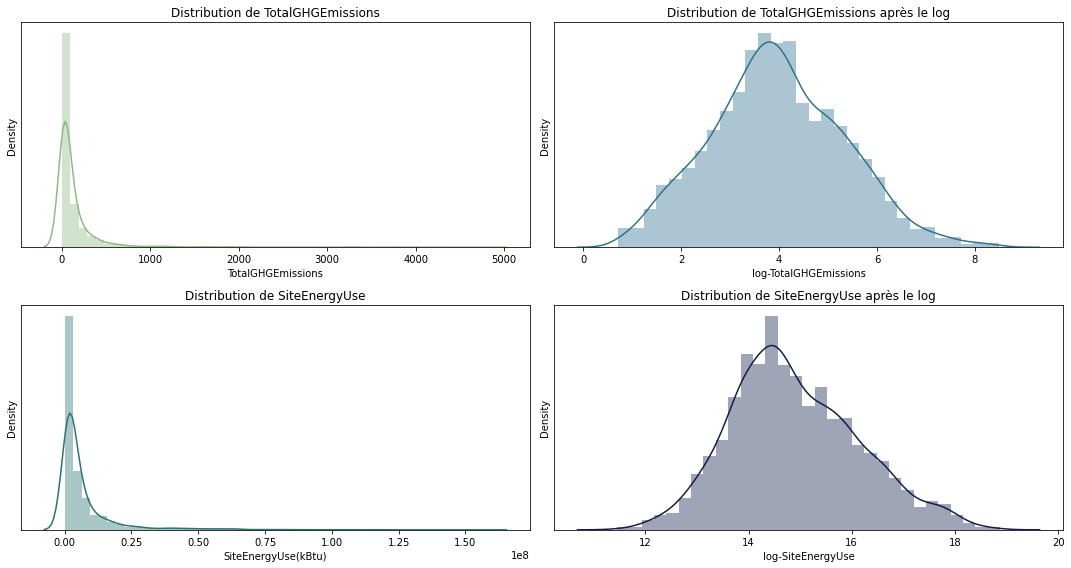 Distribution de TotalGHGEmissions
Density
0 1000 2000 3000 4000 5000
TotalGHGEmissions
Distribution de TotalGHGEmissions après le log
Density
0 2 4 6 8
log-TotalGHGEmissions
Distribution de SiteEnergyUse
Density
0.00 0.25 0.50 0.75 1.00 1.25 1.50
1e8
SiteEnergyUse(kBtu)
Distribution de SiteEnergyUse après le log
Density
12 14 16 18 20
log-SiteEnergyUse